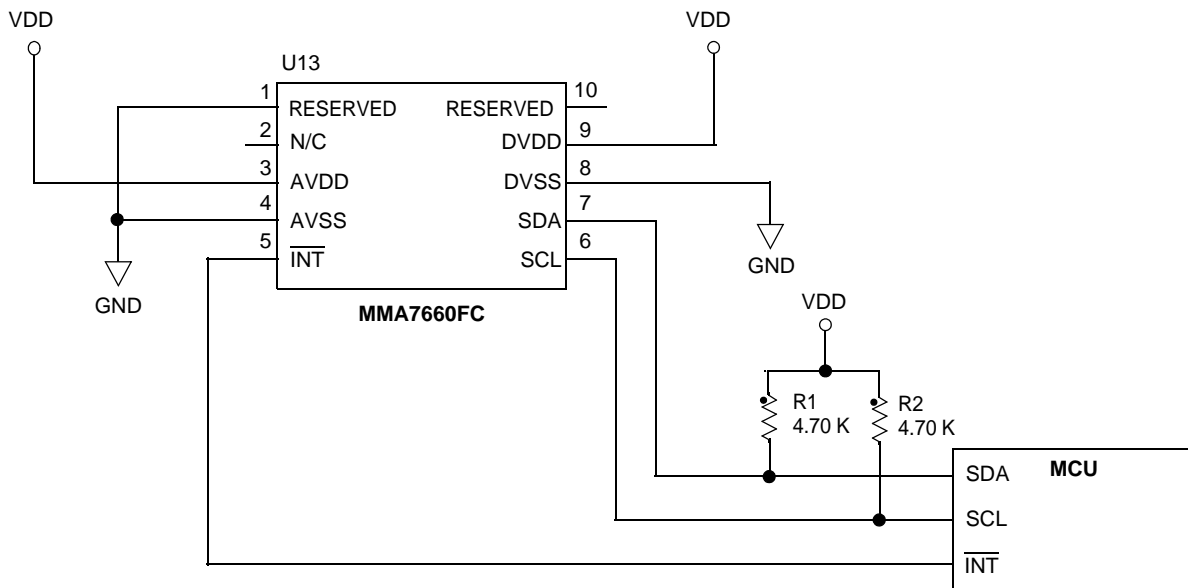 VDD
VDD
U13
1
RESERVED
RESERVED
10
2
N/C
DVDD
9
3
AVDD
DVSS
8
4
AVSS
SDA
7
5
INT
SCL
6
GND
GND
MMA7660FC
VDD
R1
4.70 K
R2
4.70 K
MCU
SDA
SCL
INT